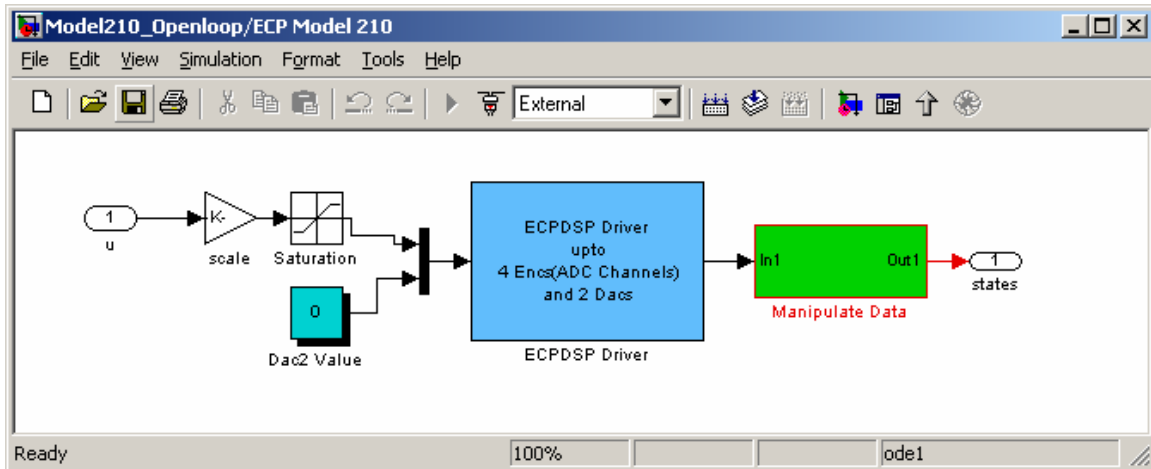 Model210_Openloop/ECP Model 210
File Edit View Simulation Format Tools Help
External
1
u
K-
scale
Saturation
0
Dac2 Value
ECPDSP Driver
upto
4 Encs(ADC Channels)
and 2 Dacs
ECPDSP Driver
In1 Out1
Manipulate Data
1
states
Ready 100% ode1